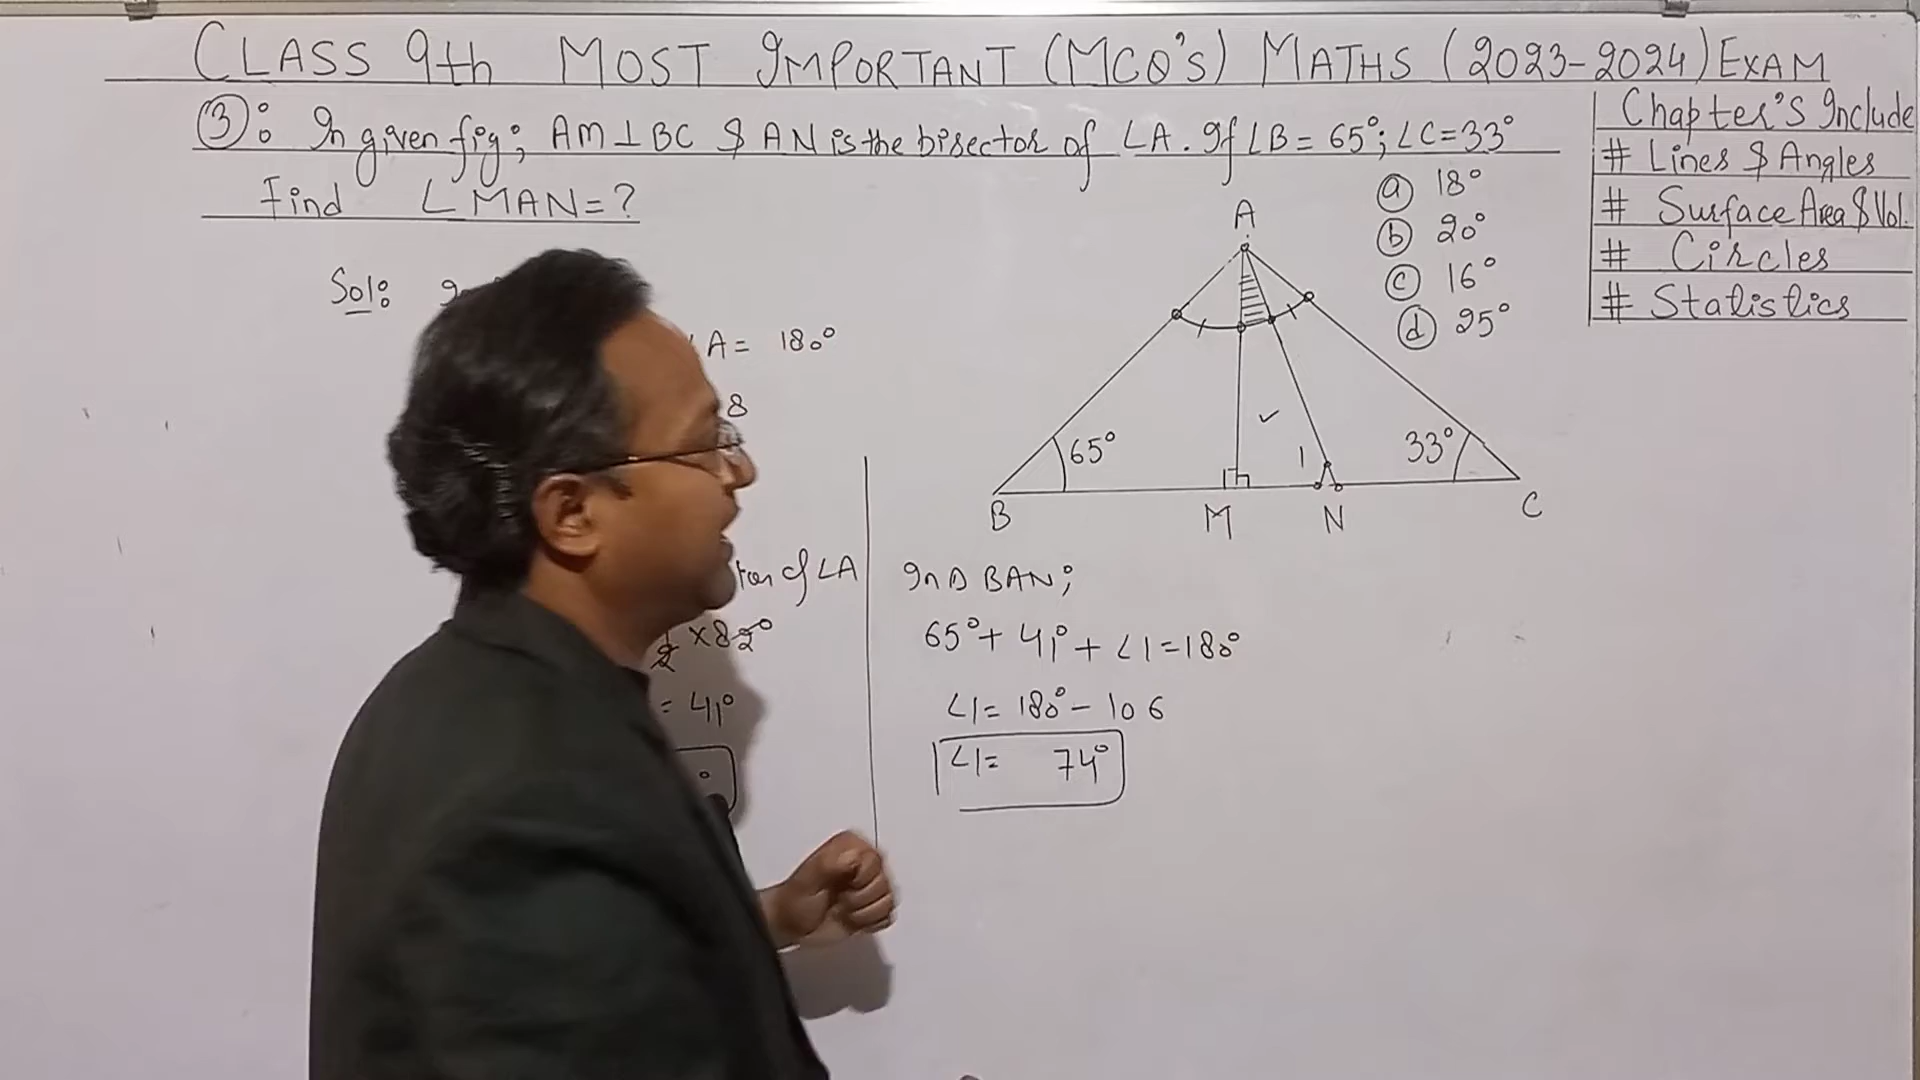 CLASS 9th MOST IMPORTANT (MCQ'S) MATHS (2023-2024) EXAM
③: In given fig; AM⊥BC & AN is the bisector of ∠A. If ∠B = 65°; ∠C=33°
Find ∠MAN=?
Chapter's Include
# Lines & Angles
# Surface Area & Vol.
# Circles
# Statistics
ⓐ 18°
ⓑ 20°
ⓒ 16°
ⓓ 25°
A
65°
1
33°
B
M
N
C
Sol:
A = 180°
8
of ∠A
×82°
= 41°
In Δ BAN;
65°+ 41° + ∠1=180°
∠1= 180° - 106
∠1= 74°